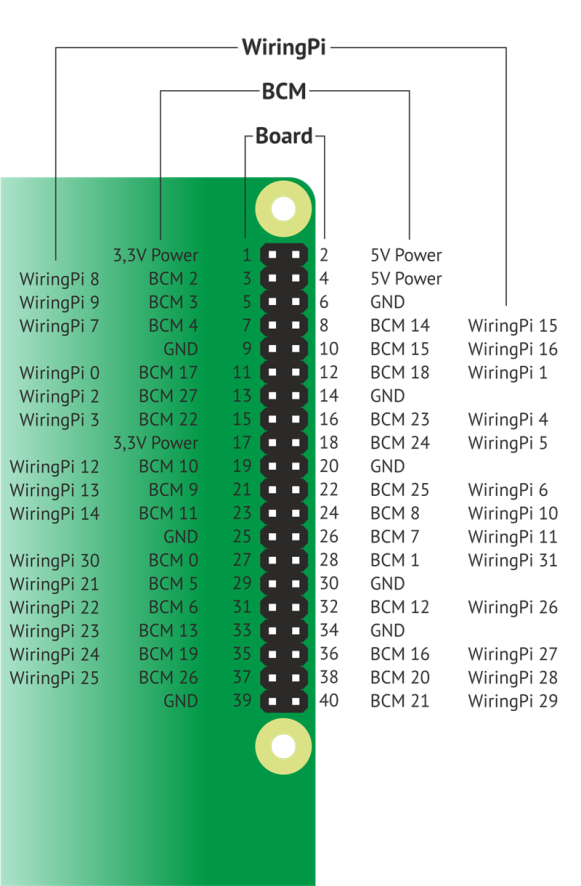 WiringPi
BCM
Board
3,3V Power 1 2 5V Power
WiringPi 8 BCM 2 3 4 5V Power
WiringPi 9 BCM 3 5 6 GND
WiringPi 7 BCM 4 7 8 BCM 14 WiringPi 15
GND 9 10 BCM 15 WiringPi 16
WiringPi 0 BCM 17 11 12 BCM 18 WiringPi 1
WiringPi 2 BCM 27 13 14 GND
WiringPi 3 BCM 22 15 16 BCM 23 WiringPi 4
3,3V Power 17 18 BCM 24 WiringPi 5
WiringPi 12 BCM 10 19 20 GND
WiringPi 13 BCM 9 21 22 BCM 25 WiringPi 6
WiringPi 14 BCM 11 23 24 BCM 8 WiringPi 10
GND 25 26 BCM 7 WiringPi 11
WiringPi 30 BCM 0 27 28 BCM 1 WiringPi 31
WiringPi 21 BCM 5 29 30 GND
WiringPi 22 BCM 6 31 32 BCM 12 WiringPi 26
WiringPi 23 BCM 13 33 34 GND
WiringPi 24 BCM 19 35 36 BCM 16 WiringPi 27
WiringPi 25 BCM 26 37 38 BCM 20 WiringPi 28
GND 39 40 BCM 21 WiringPi 29